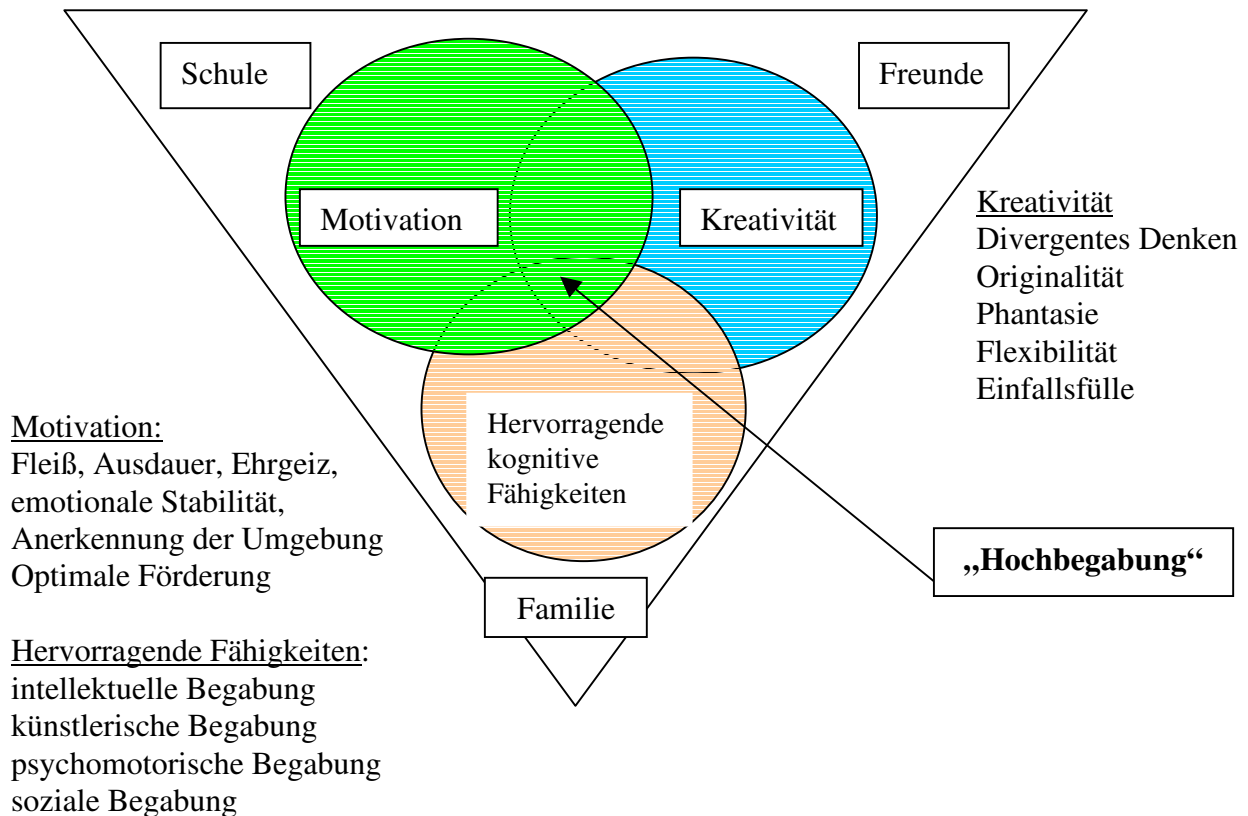 Schule
Freunde
Motivation
Kreativität
Kreativität
Divergentes Denken
Originalität
Phantasie
Flexibilität
Einfallsfülle
Hervorragende
kognitive
Fähigkeiten
Motivation:
Fleiß, Ausdauer, Ehrgeiz,
emotionale Stabilität,
Anerkennung der Umgebung
Optimale Förderung
„Hochbegabung“
Familie
Hervorragende Fähigkeiten:
intellektuelle Begabung
künstlerische Begabung
psychomotorische Begabung
soziale Begabung